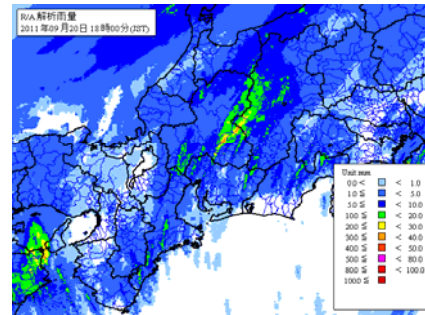 R/A 解析雨量
2011年09月20日 18時00分(JST)
Unit mm
0.0 < < 1.0
1.0 ≦ < 5.0
5.0 ≦ < 10.0
10.0 ≦ < 20.0
20.0 ≦ < 30.0
30.0 ≦ < 40.0
40.0 ≦ < 50.0
50.0 ≦ < 80.0
80.0 ≦ < 100.0
100.0 ≦